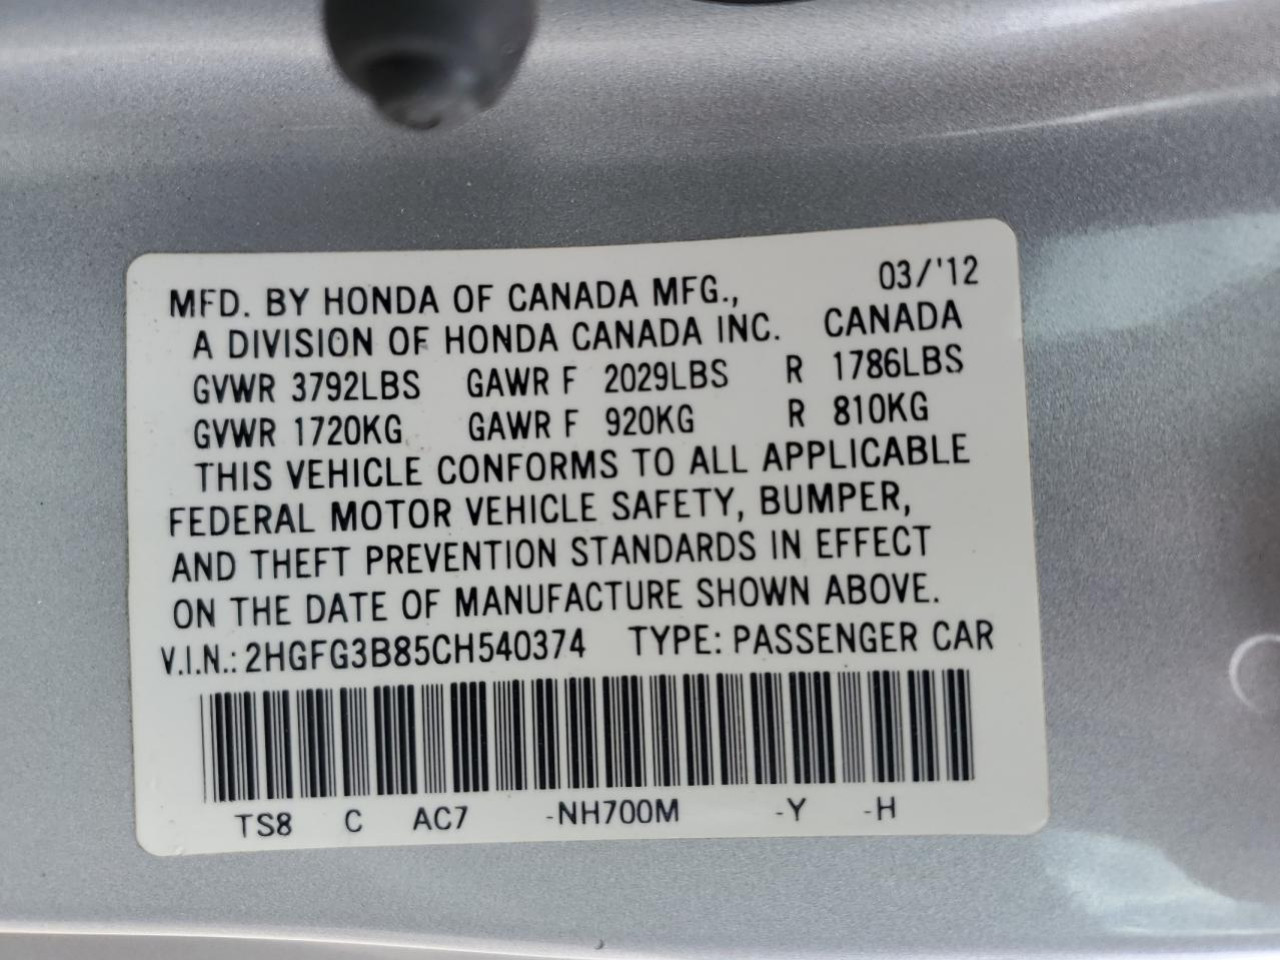 03/'12
MFD. BY HONDA OF CANADA MFG.,
A DIVISION OF HONDA CANADA INC. CANADA
GVWR 3792LBS GAWR F 2029LBS R 1786LBS
GVWR 1720KG GAWR F 920KG R 810KG
THIS VEHICLE CONFORMS TO ALL APPLICABLE
FEDERAL MOTOR VEHICLE SAFETY, BUMPER,
AND THEFT PREVENTION STANDARDS IN EFFECT
ON THE DATE OF MANUFACTURE SHOWN ABOVE.
V.I.N.: 2HGFG3B85CH540374 TYPE: PASSENGER CAR
TS8 C AC7 -NH700M -Y -H